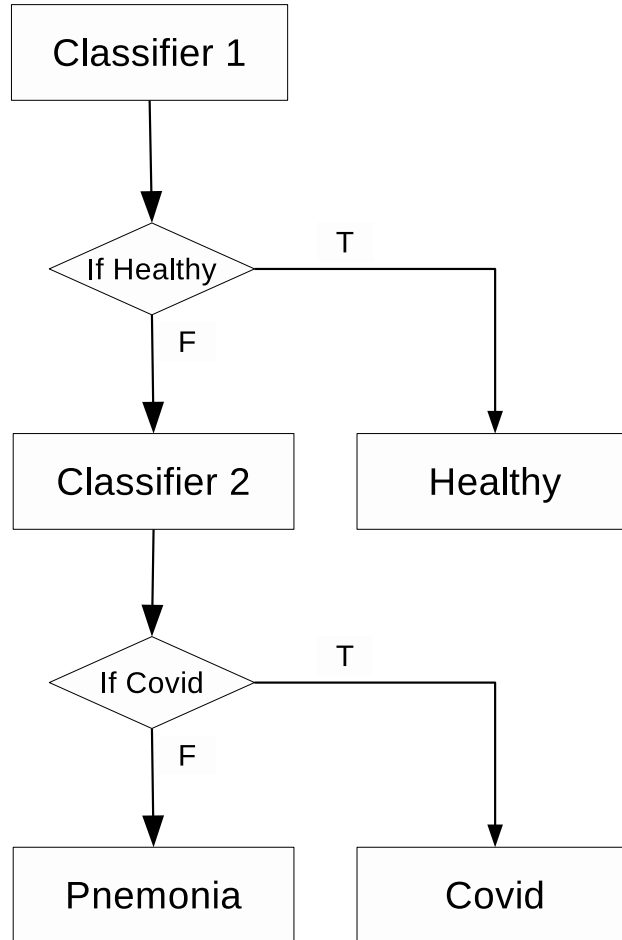 Classifier 1
If Healthy
T
F
Classifier 2
Healthy
If Covid
T
F
Pnemonia
Covid